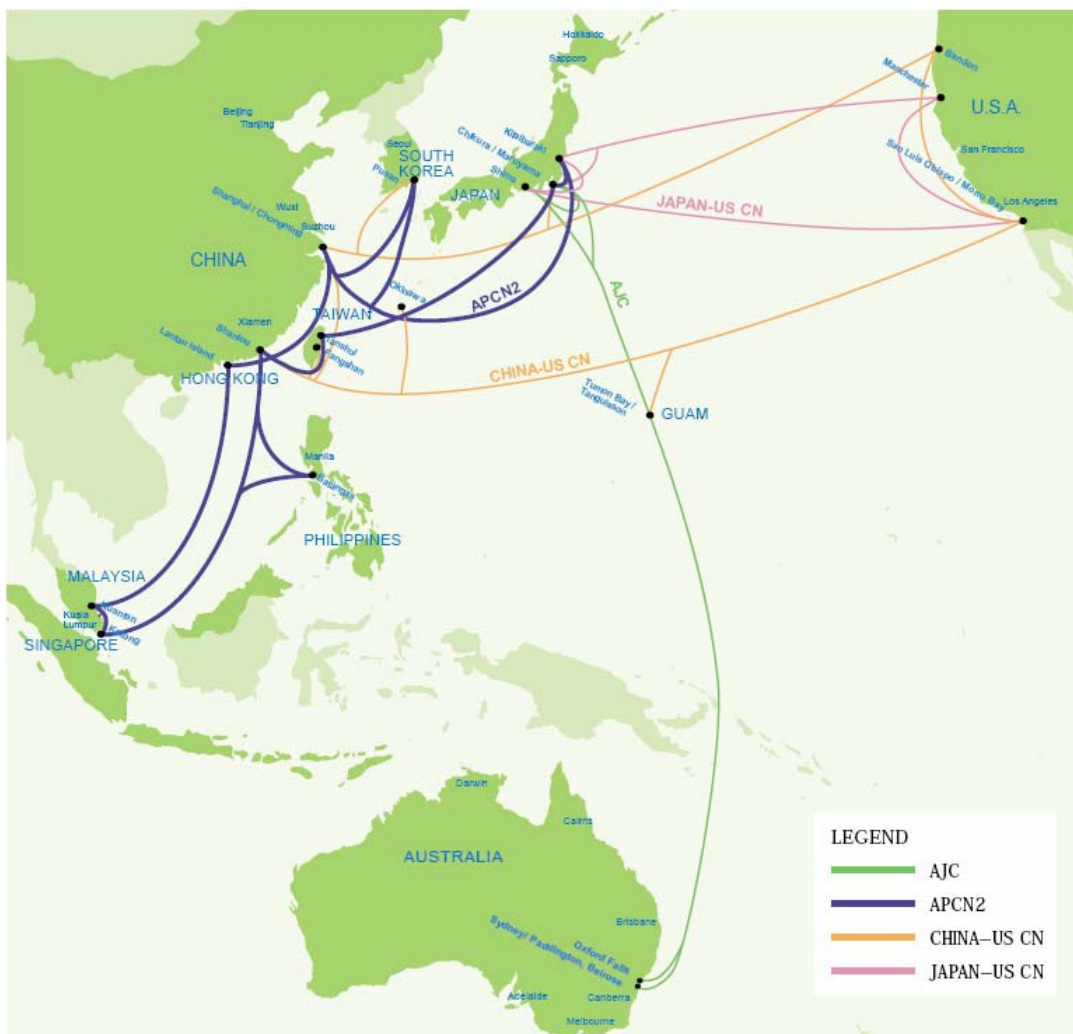 Hokkaido
Sapporo
Bandon
Manchester
U.S.A.
Beijing
Tianjing
Seoul
SOUTH
KOREA
Pusan
Kitibaraki
Chikura / Maruyama
Shima
JAPAN
San Francisco
San Luis Obispo / Morro Bay
Los Angeles
JAPAN-US CN
Wuxi
Suzhou
Shanghai / Chongming
CHINA
Okinawa
APCN2
AJC
TAIWAN
Xiamen
Shantou
Lantau Island
Tanshui
Fangshan
HONG KONG
CHINA-US CN
Tumon Bay /
Tanguisson
GUAM
Manila
Batangas
PHILIPPINES
MALAYSIA
Kuantan
Kuala
Lumpur
Katong
SINGAPORE
Darwin
Cairns
AUSTRALIA
Brisbane
Oxford Falls
Sydney/ Paddington, Belrose
Canberra
Adelaide
Melbourne
LEGEND
AJC
APCN2
CHINA–US CN
JAPAN–US CN